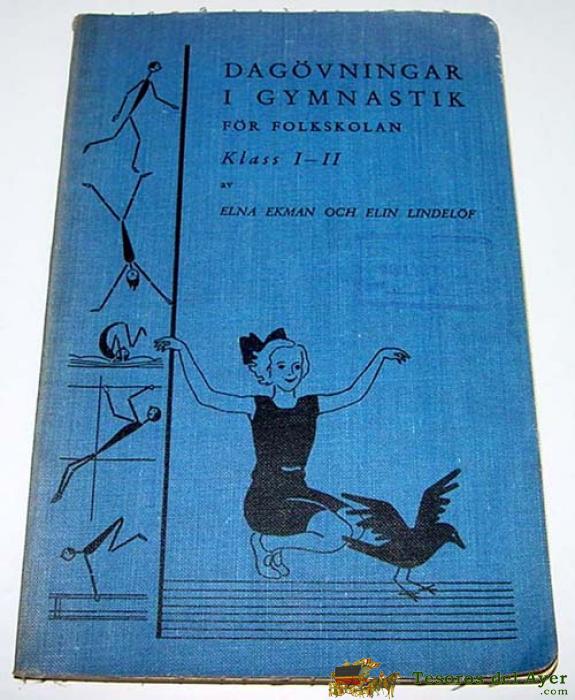 DAGÖVNINGAR
I GYMNASTIK
FÖR FOLKSKOLAN
Klass I–II
av
ELNA EKMAN OCH ELIN LINDELÖF
Tesoros del Ayer
.com